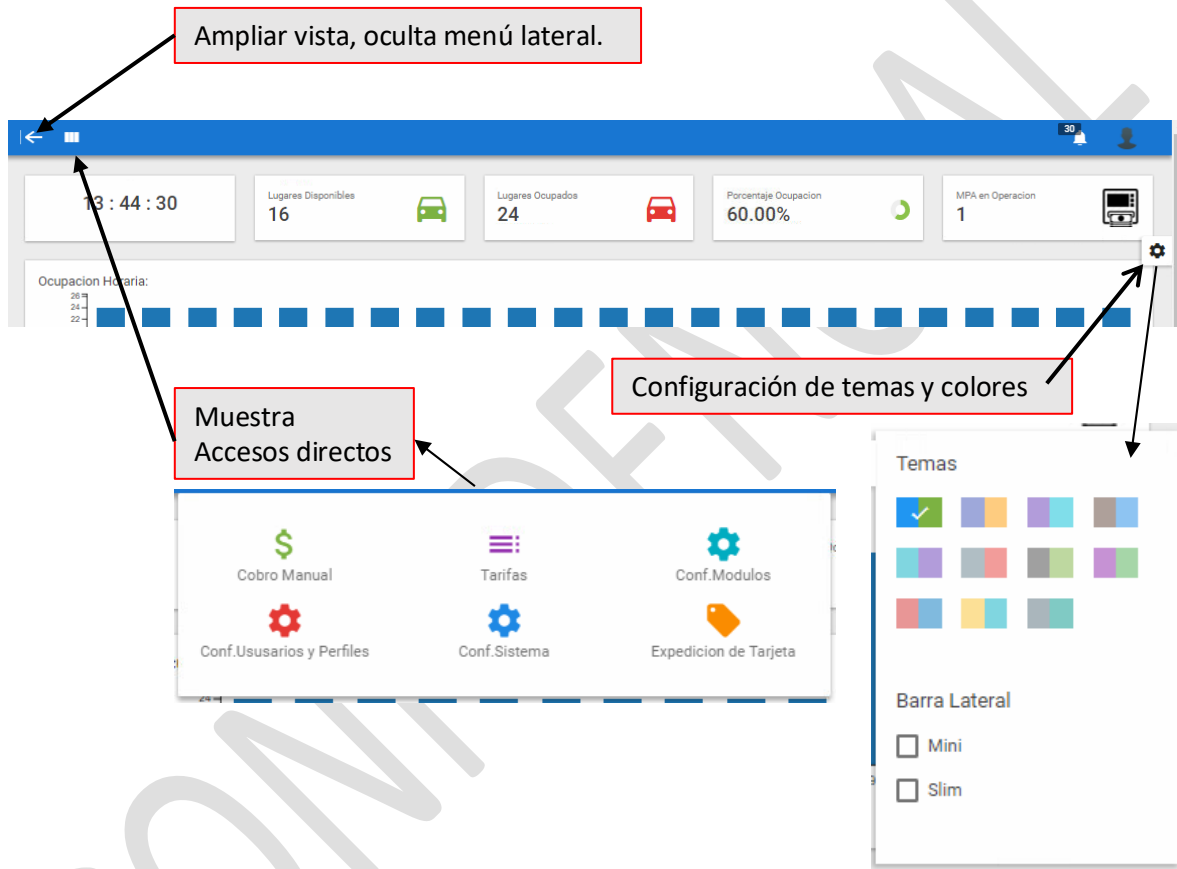 Ampliar vista, oculta menú lateral.
30
13 : 44 : 30
Lugares Disponibles
16
Lugares Ocupados
24
Porcentaje Ocupacion
60.00%
MPA en Operacion
1
Ocupacion Horaria:
26
24
22
Configuración de temas y colores
Muestra
Accesos directos
Temas
Cobro Manual
Tarifas
Conf.Modulos
Conf.Ususarios y Perfiles
Conf.Sistema
Expedicion de Tarjeta
24
Barra Lateral
Mini
Slim